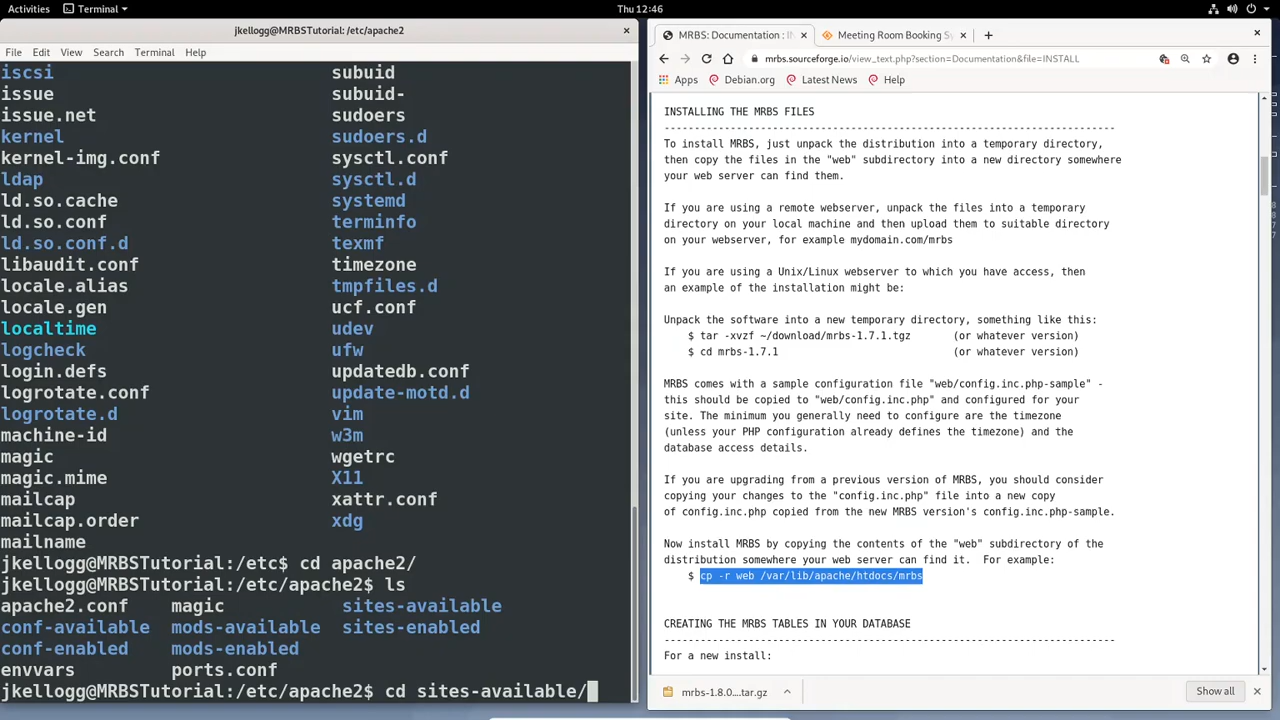 Activities Terminal Thu 12:46
jkellogg@MRBSTutorial: /etc/apache2
File Edit View Search Terminal Help
iscsi subuid
issue subuid-
issue.net sudoers
kernel sudoers.d
kernel-img.conf sysctl.conf
ldap sysctl.d
ld.so.cache systemd
ld.so.conf terminfo
ld.so.conf.d texmf
libaudit.conf timezone
locale.alias tmpfiles.d
locale.gen ucf.conf
localtime udev
logcheck ufw
login.defs updatedb.conf
logrotate.conf update-motd.d
logrotate.d vim
machine-id w3m
magic wgetrc
magic.mime X11
mailcap xattr.conf
mailcap.order xdg
mailname
jkellogg@MRBSTutorial:/etc$ cd apache2/
jkellogg@MRBSTutorial:/etc/apache2$ ls
apache2.conf magic sites-available
conf-available mods-available sites-enabled
conf-enabled mods-enabled
envvars ports.conf
jkellogg@MRBSTutorial:/etc/apache2$ cd sites-available/
MRBS: Documentation : IN Meeting Room Booking Sy
mrbs.sourceforge.io/view_text.php?section=Documentation&file=INSTALL
Apps Debian.org Latest News Help
INSTALLING THE MRBS FILES
---------------------------------------------------------------------------
To install MRBS, just unpack the distribution into a temporary directory,
then copy the files in the "web" subdirectory into a new directory somewhere
your web server can find them.
If you are using a remote webserver, unpack the files into a temporary
directory on your local machine and then upload them to suitable directory
on your webserver, for example mydomain.com/mrbs
If you are using a Unix/Linux webserver to which you have access, then
an example of the installation might be:
Unpack the software into a new temporary directory, something like this:
$ tar -xvzf ~/download/mrbs-1.7.1.tgz (or whatever version)
$ cd mrbs-1.7.1 (or whatever version)
MRBS comes with a sample configuration file "web/config.inc.php-sample" -
this should be copied to "web/config.inc.php" and configured for your
site. The minimum you generally need to configure are the timezone
(unless your PHP configuration already defines the timezone) and the
database access details.
If you are upgrading from a previous version of MRBS, you should consider
copying your changes to the "config.inc.php" file into a new copy
of config.inc.php copied from the new MRBS version's config.inc.php-sample.
Now install MRBS by copying the contents of the "web" subdirectory of the
distribution somewhere your web server can find it. For example:
$ cp -r web /var/lib/apache/htdocs/mrbs
CREATING THE MRBS TABLES IN YOUR DATABASE
---------------------------------------------------------------------------
For a new install:
mrbs-1.8.0....tar.gz Show all